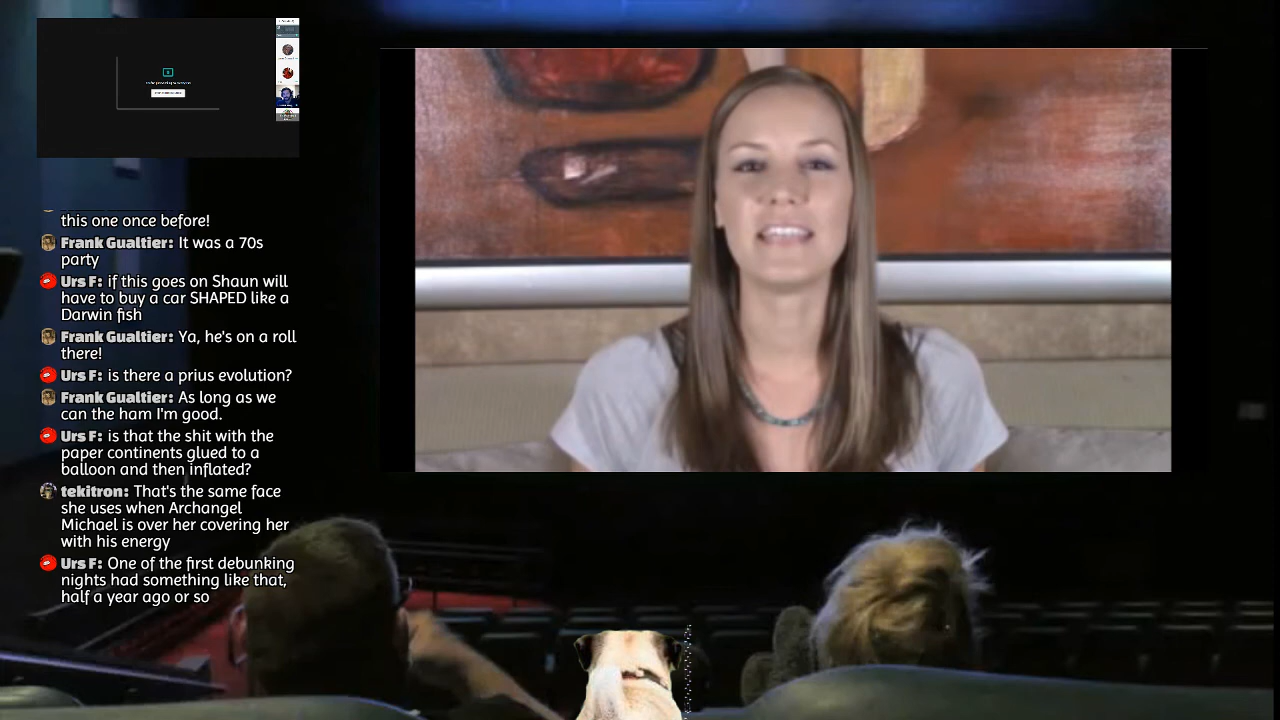 this one once before!
Frank Gualtier: It was a 70s
party
Urs F: if this goes on Shaun will
have to buy a car SHAPED like a
Darwin fish
Frank Gualtier: Ya, he's on a roll
there!
Urs F: is there a prius evolution?
Frank Gualtier: As long as we
can the ham I'm good.
Urs F: is that the shit with the
paper continents glued to a
balloon and then inflated?
tekitron: That's the same face
she uses when Archangel
Michael is over her covering her
with his energy
Urs F: One of the first debunking
nights had something like that,
half a year ago or so